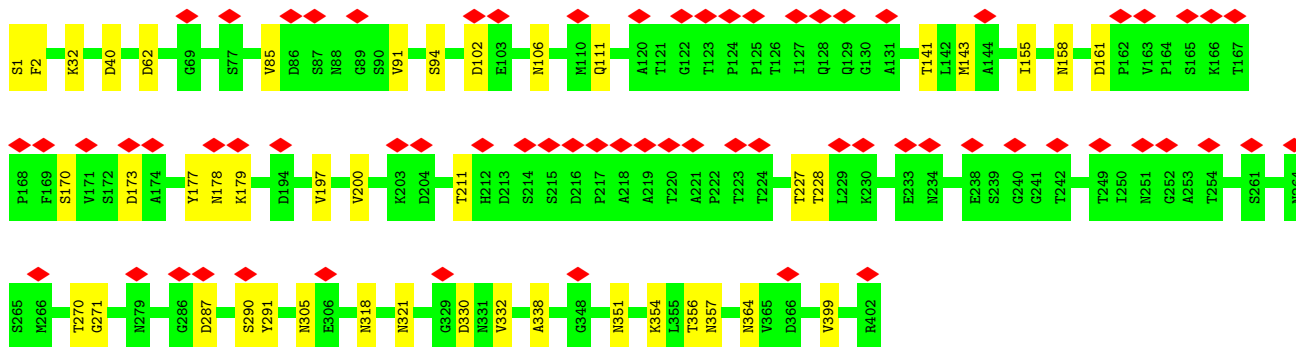 S1 F2 K32 D40 D62 G69 S77 V85 D86 S87 N88 G89 S90 V91 S94 D102 E103 N106 M110 Q111 A120 T121 G122 T123 P124 P125 T126 I127 Q128 Q129 G130 A131 T141 L142 M143 A144 I155 N158 D161 P162 V163 P164 S165 K166 T167
P168 F169 S170 V171 S172 D173 A174 Y177 N178 K179 D194 V197 V200 K203 D204 T211 H212 D213 S214 S215 D216 P217 A218 A219 T220 A221 P222 T223 T224 T227 T228 L229 K230 E233 N234 E238 S239 G240 G241 T242 T249 I250 N251 G252 A253 T254 S261 N264
S265 M266 T270 G271 N279 G286 D287 S290 Y291 N305 E306 N318 N321 G329 D330 N331 V332 A338 G348 N351 K354 L355 T356 N357 N364 V365 D366 V399 R402